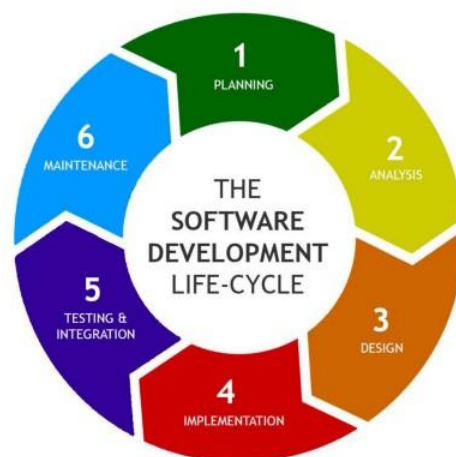 1
PLANNING
2
ANALYSIS
3
DESIGN
4
IMPLEMENTATION
5
TESTING &
INTEGRATION
6
MAINTENANCE
THE
SOFTWARE
DEVELOPMENT
LIFE-CYCLE